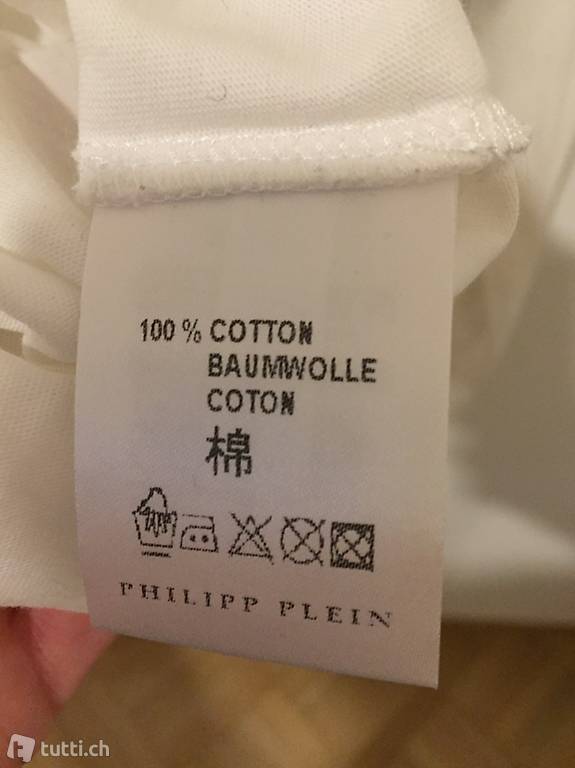 100 % COTTON
BAUMWOLLE
COTON
棉
PHILIPP PLEIN
tutti.ch